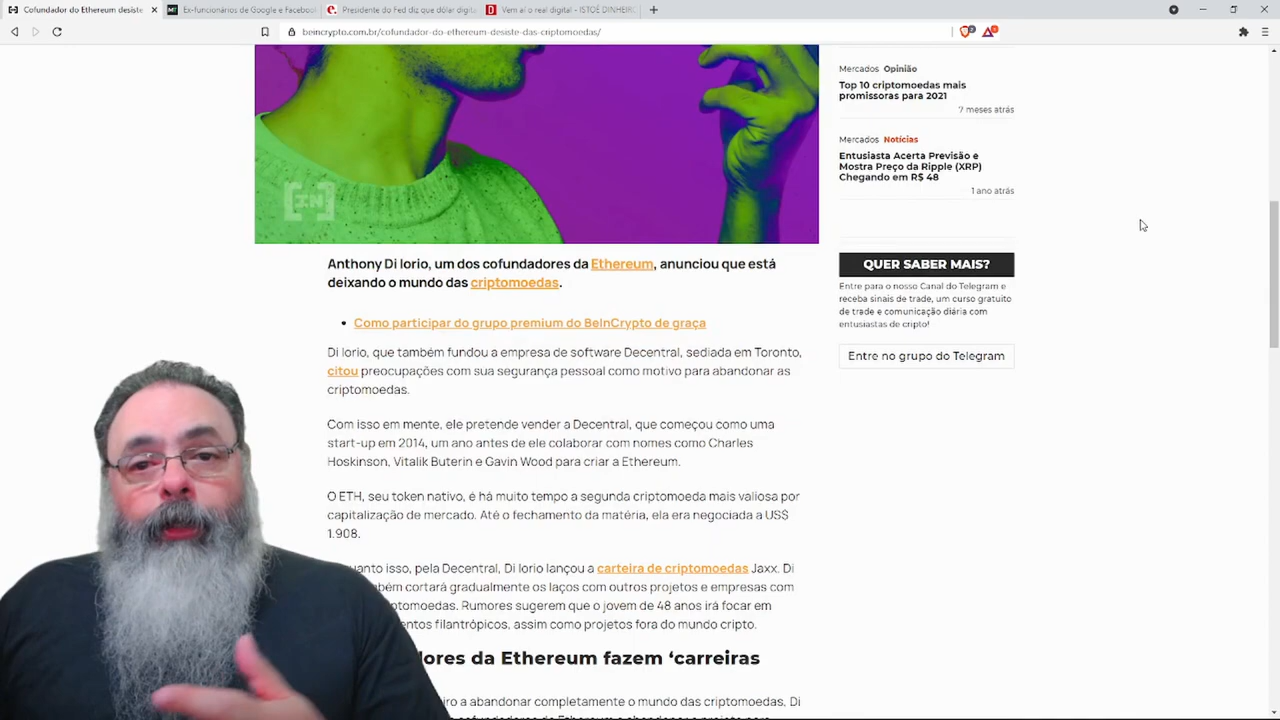 Cofundador do Ethereum desiste
Ex-funcionários de Google e Facebook
Presidente do Fed diz que dólar digita
Vem aí o real digital - ISTOÉ DINHEIRO
beincrypto.com.br/cofundador-do-ethereum-desiste-das-criptomoedas/
IN
Anthony Di Iorio, um dos cofundadores da Ethereum, anunciou que está
deixando o mundo das criptomoedas.
Como participar do grupo premium do BeInCrypto de graça
Di Iorio, que também fundou a empresa de software Decentral, sediada em Toronto,
citou preocupações com sua segurança pessoal como motivo para abandonar as
criptomoedas.
Com isso em mente, ele pretende vender a Decentral, que começou como uma
start-up em 2014, um ano antes de ele colaborar com nomes como Charles
Hoskinson, Vitalik Buterin e Gavin Wood para criar a Ethereum.
O ETH, seu token nativo, é há muito tempo a segunda criptomoeda mais valiosa por
capitalização de mercado. Até o fechamento da matéria, ela era negociada a US$
1.908.
quanto isso, pela Decentral, Di Iorio lançou a carteira de criptomoedas Jaxx. Di
bém cortará gradualmente os laços com outros projetos e empresas com
ptomoedas. Rumores sugerem que o jovem de 48 anos irá focar em
entos filantrópicos, assim como projetos fora do mundo cripto.
ores da Ethereum fazem ‘carreiras
iro a abandonar completamente o mundo das criptomoedas, Di
Mercados Opinião
Top 10 criptomoedas mais
promissoras para 2021
7 meses atrás
Mercados Notícias
Entusiasta Acerta Previsão e
Mostra Preço da Ripple (XRP)
Chegando em R$ 48
1 ano atrás
QUER SABER MAIS?
Entre para o nosso Canal do Telegram e
receba sinais de trade, um curso gratuito
de trade e comunicação diária com
entusiastas de cripto!
Entre no grupo do Telegram